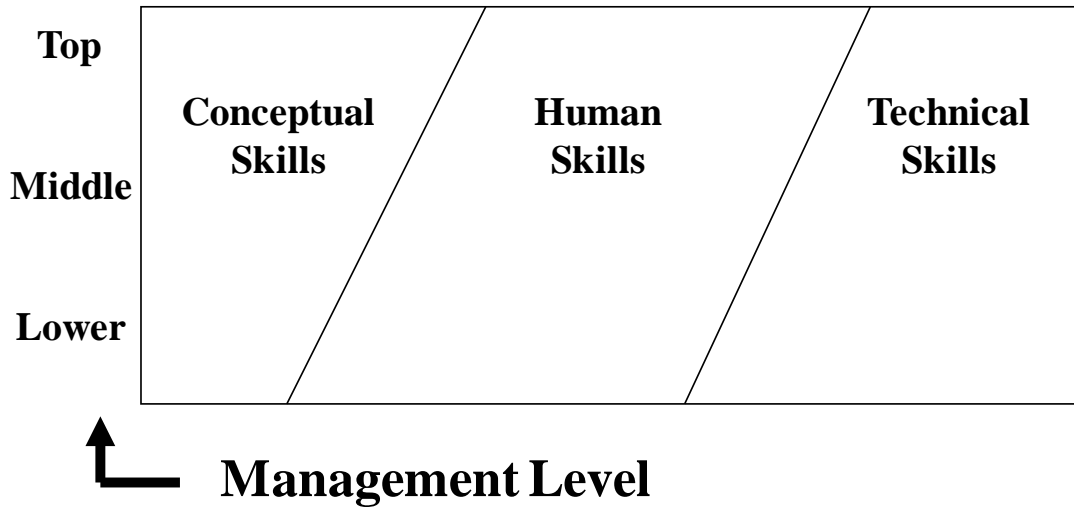 Top
Conceptual
Skills
Human
Skills
Technical
Skills
Middle
Lower
Management Level